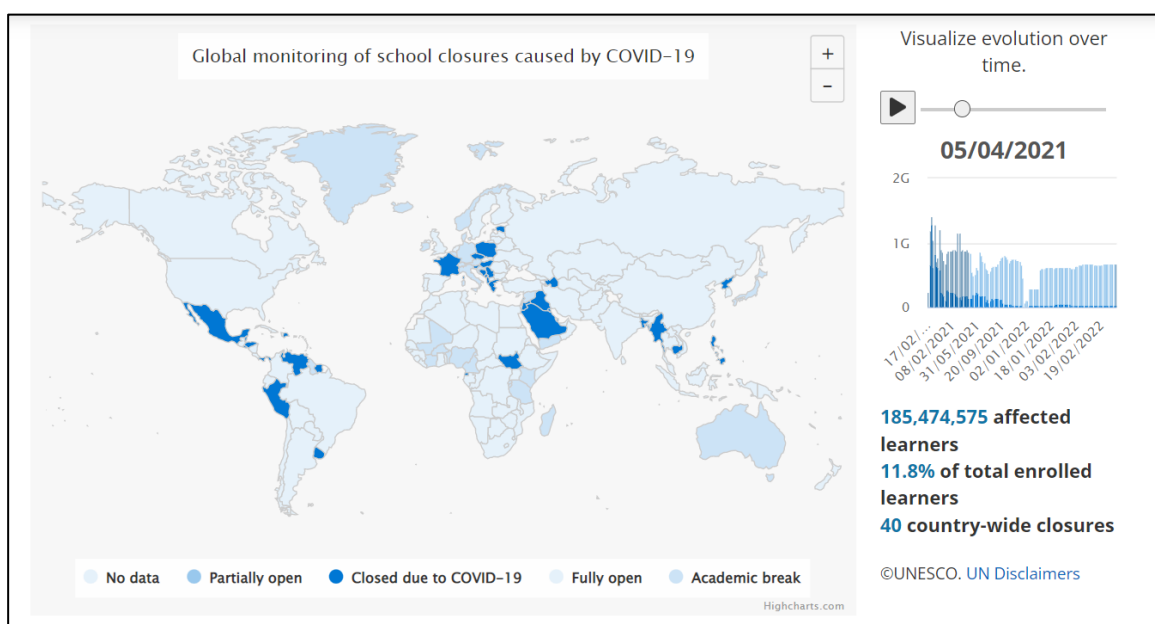 Global monitoring of school closures caused by COVID-19
+
−
No data
Partially open
Closed due to COVID-19
Fully open
Academic break
Highcharts.com
Visualize evolution over
time.
05/04/2021
2G
1G
0
17/02/...
08/02/2021
31/05/2021
20/09/2021
02/01/2022
18/01/2022
03/02/2022
19/02/2022
185,474,575 affected
learners
11.8% of total enrolled
learners
40 country-wide closures
©UNESCO. UN Disclaimers